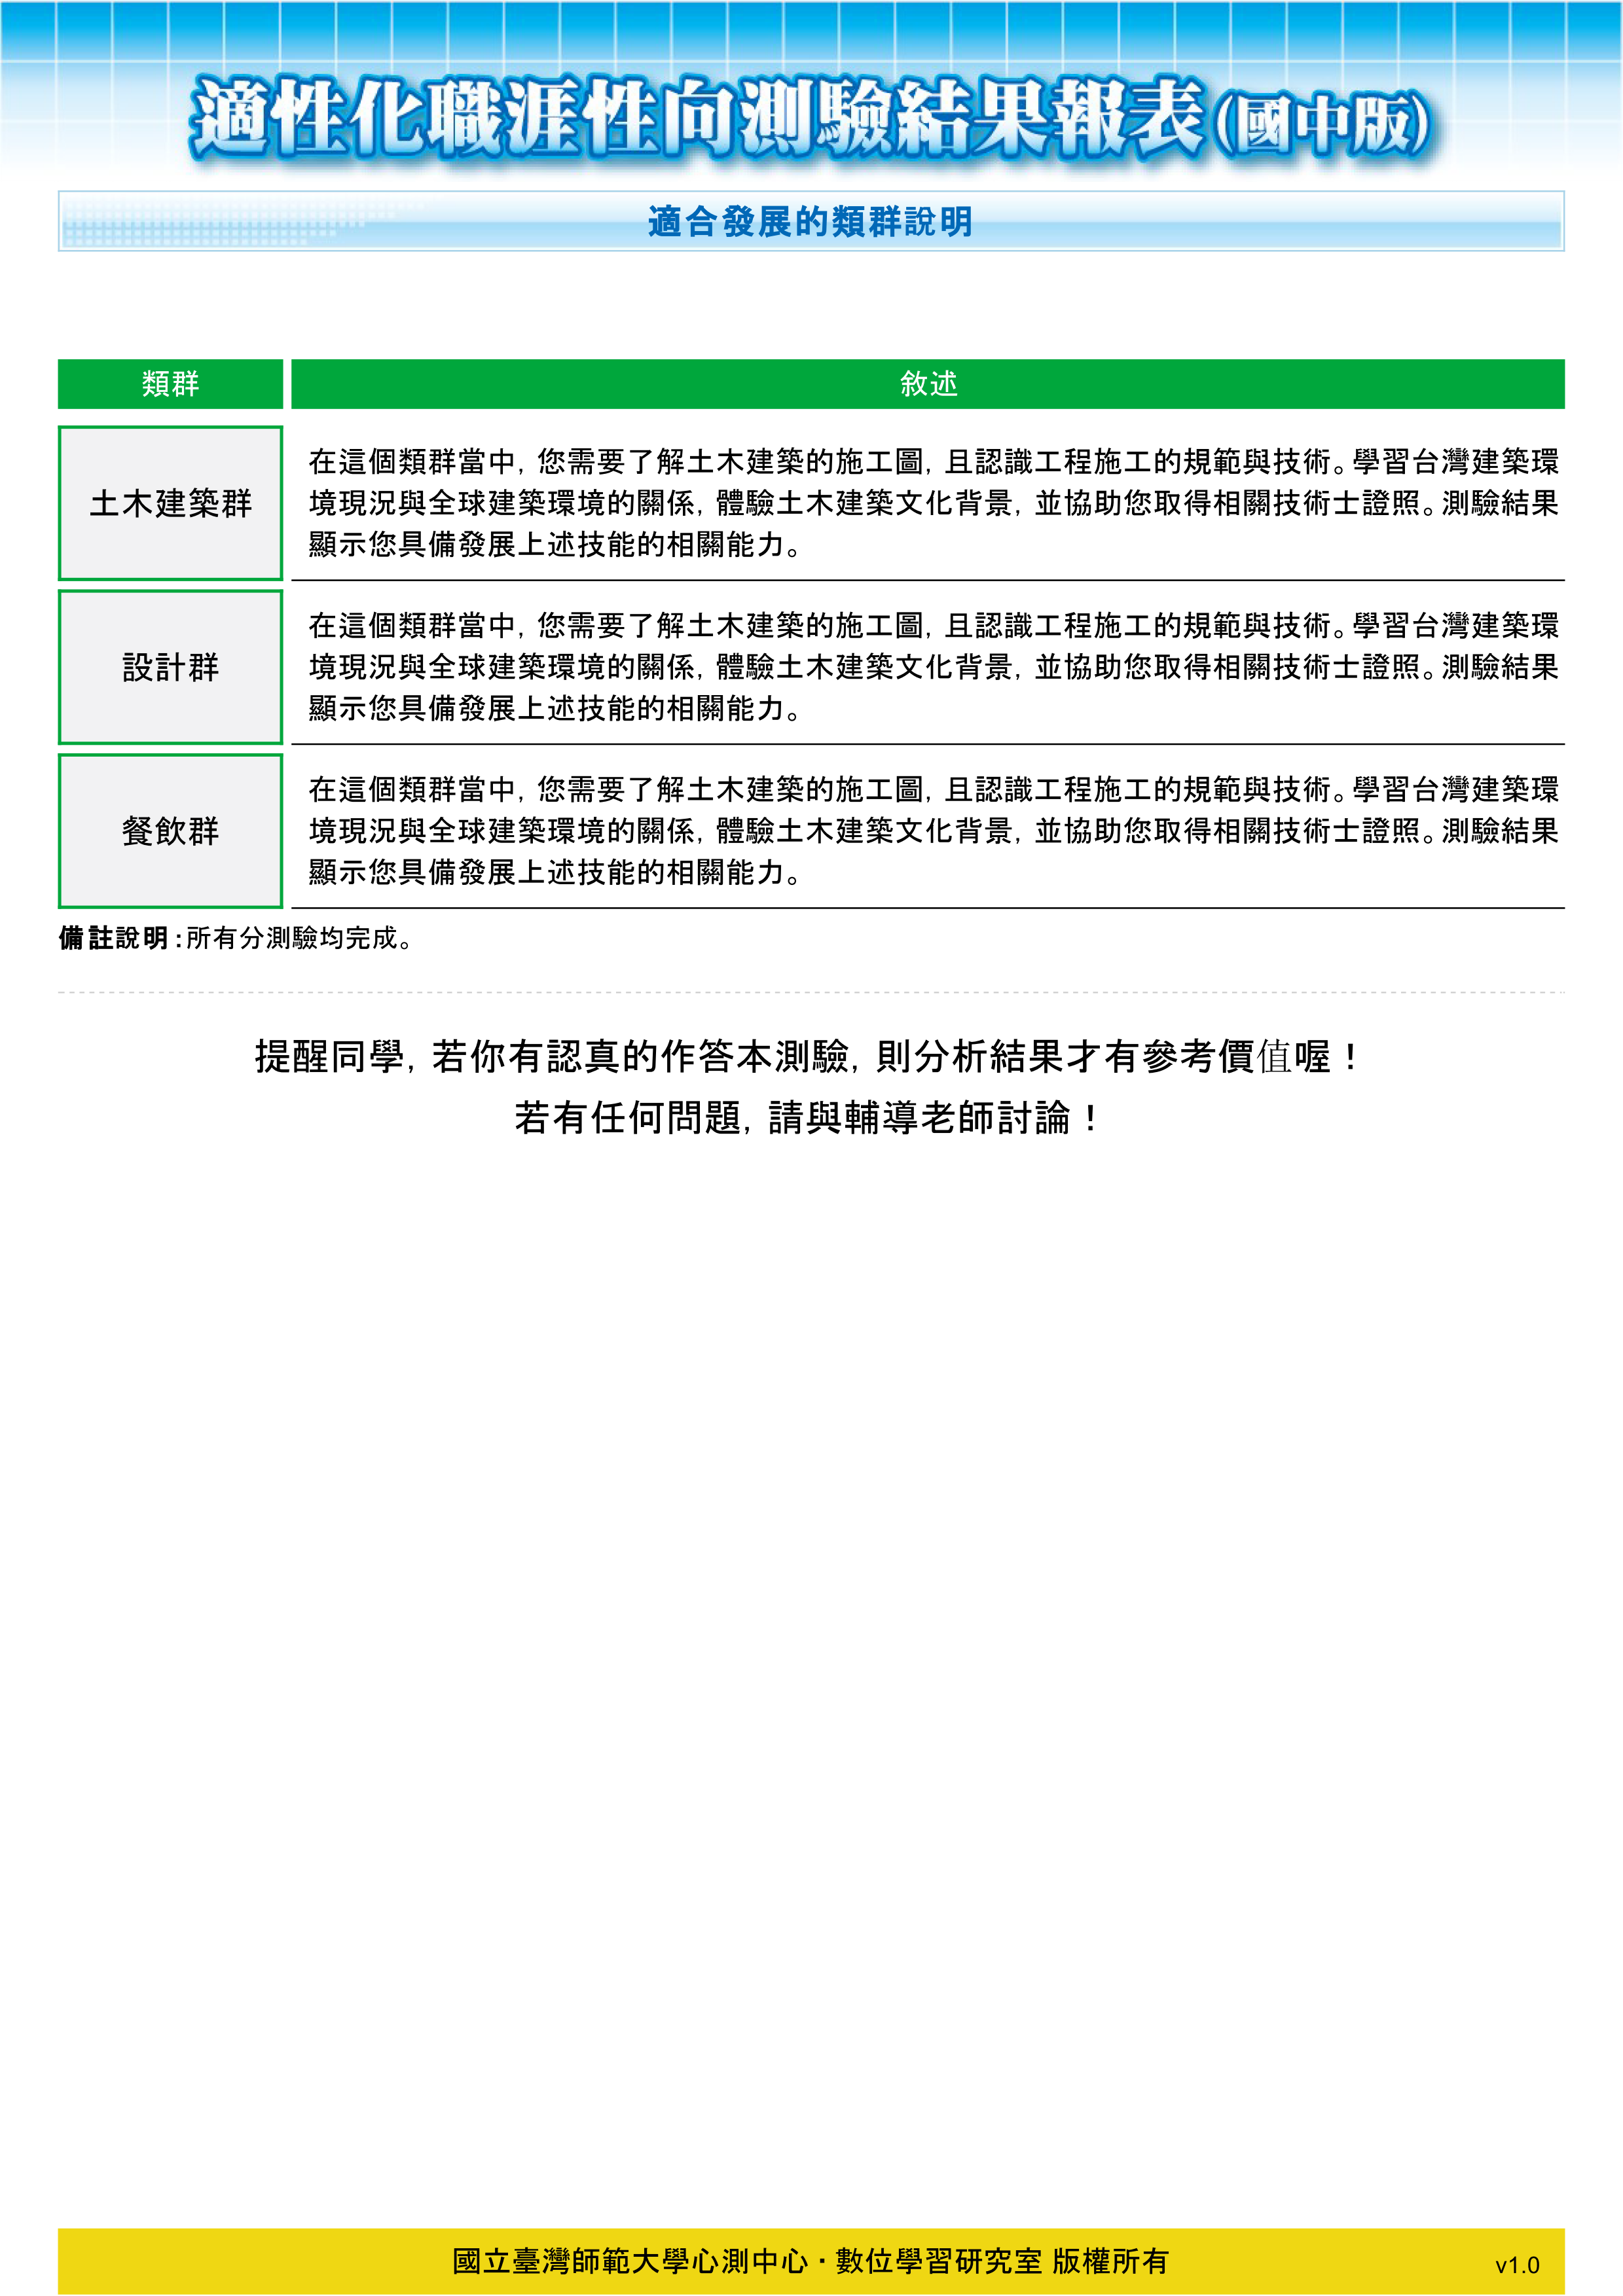 適性化職涯性向測驗結果報表(國中版)
適合發展的類群說明
類群
敘述
土木建築群
在這個類群當中，您需要了解土木建築的施工圖，且認識工程施工的規範與技術。學習台灣建築環
境現況與全球建築環境的關係，體驗土木建築文化背景，並協助您取得相關技術士證照。測驗結果
顯示您具備發展上述技能的相關能力。
設計群
在這個類群當中，您需要了解土木建築的施工圖，且認識工程施工的規範與技術。學習台灣建築環
境現況與全球建築環境的關係，體驗土木建築文化背景，並協助您取得相關技術士證照。測驗結果
顯示您具備發展上述技能的相關能力。
餐飲群
在這個類群當中，您需要了解土木建築的施工圖，且認識工程施工的規範與技術。學習台灣建築環
境現況與全球建築環境的關係，體驗土木建築文化背景，並協助您取得相關技術士證照。測驗結果
顯示您具備發展上述技能的相關能力。
備註說明：所有分測驗均完成。
提醒同學，若你有認真的作答本測驗，則分析結果才有參考價值喔！
若有任何問題，請與輔導老師討論！
國立臺灣師範大學心測中心‧數位學習研究室 版權所有
v1.0